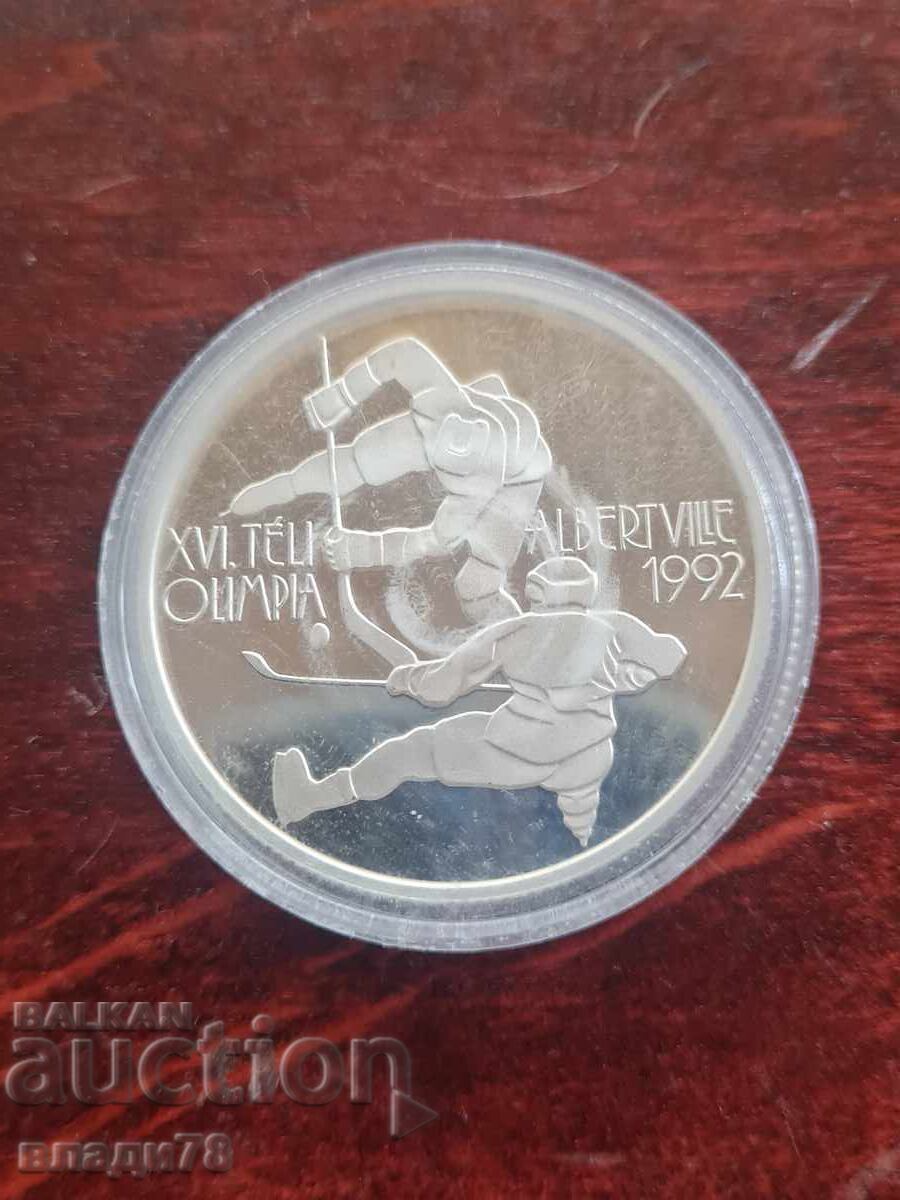 XVI. TÉLI
OLIMPIA
ALBERTVILLE
1992
BALKAN
auction
влади78